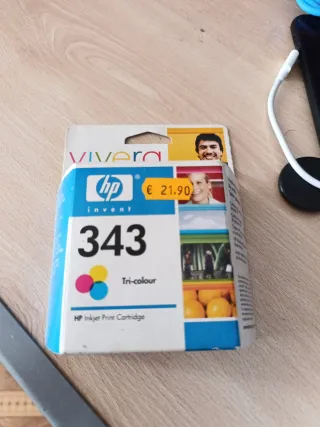 vivera
hp
€ 21.90
invent
343
Tri-colour
HP Inkjet Print Cartridge